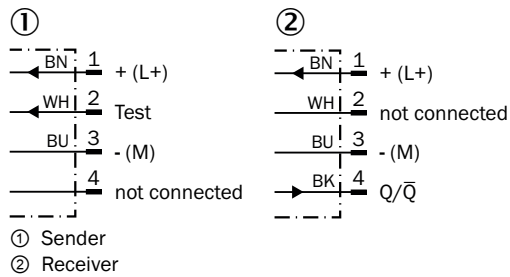 ① ②
BN 1 + (L+)
WH 2 Test
BU 3 - (M)
4 not connected
BN 1 + (L+)
WH 2 not connected
BU 3 - (M)
BK 4 Q/Q̅
① Sender
② Receiver